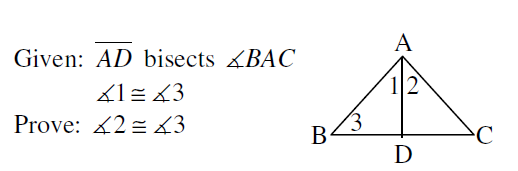 Given: AD bisects ∡BAC
∡1 ≅ ∡3
Prove: ∡2 ≅ ∡3
A
1 2
B 3 C
D